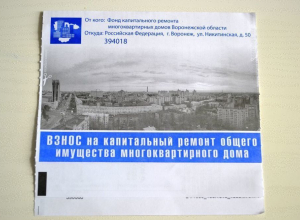 От кого: Фонд капитального ремонта
многоквартирных домов Воронежской области
Откуда: Российская Федерация, г. Воронеж, ул. Никитинская, д. 50
394018
ВЗНОС на капитальный ремонт общего
имущества многоквартирного дома